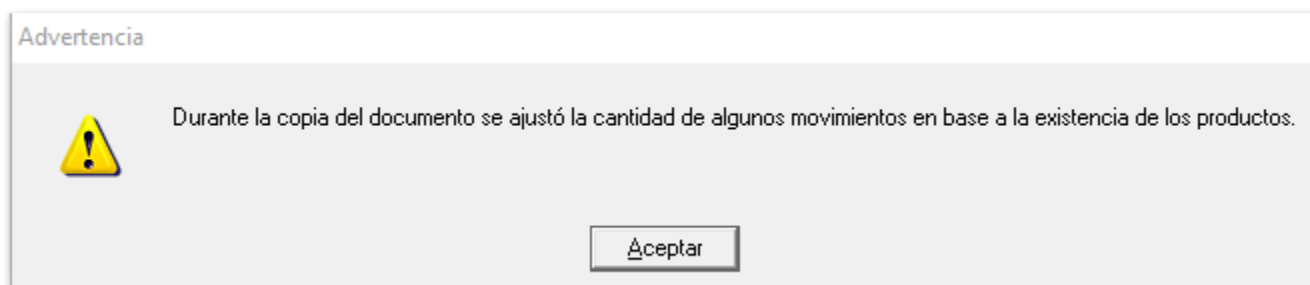 Advertencia
Durante la copia del documento se ajustó la cantidad de algunos movimientos en base a la existencia de los productos.
Aceptar